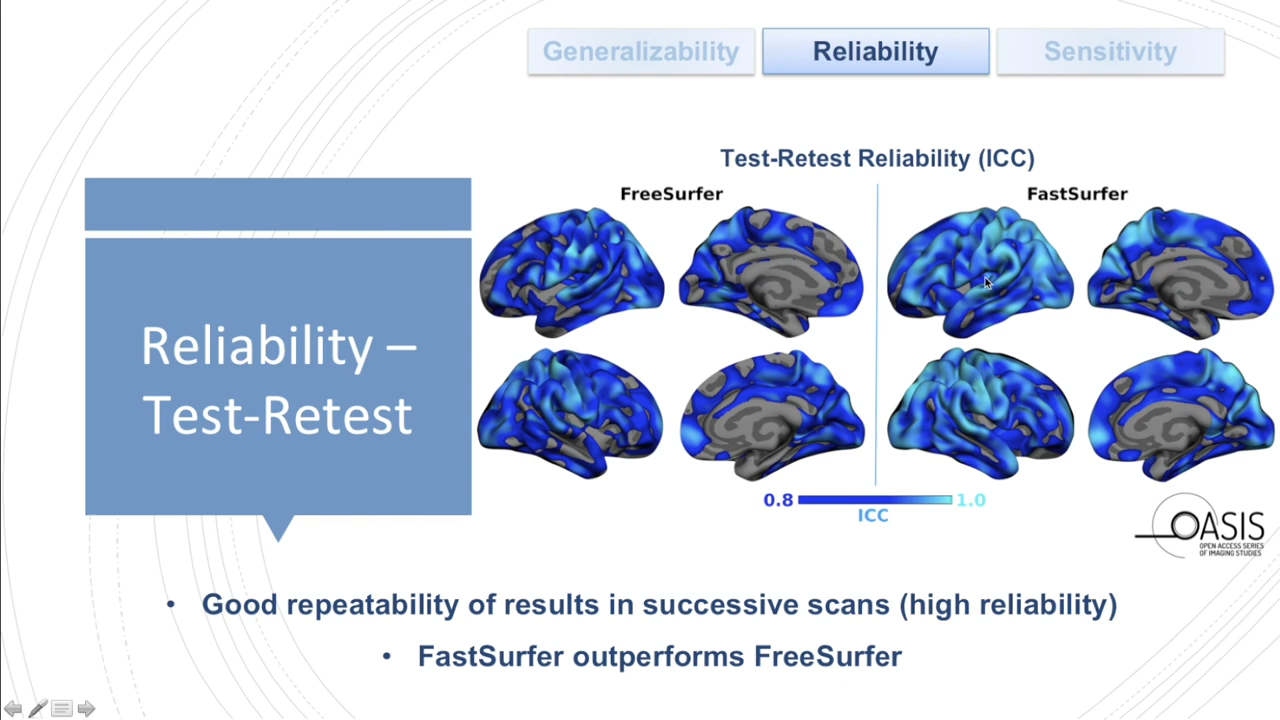 Generalizability
Reliability
Sensitivity
Reliability –
Test-Retest
Test-Retest Reliability (ICC)
FreeSurfer
FastSurfer
0.8
1.0
ICC
OASIS
OPEN ACCESS SERIES
OF IMAGING STUDIES
• Good repeatability of results in successive scans (high reliability)
• FastSurfer outperforms FreeSurfer